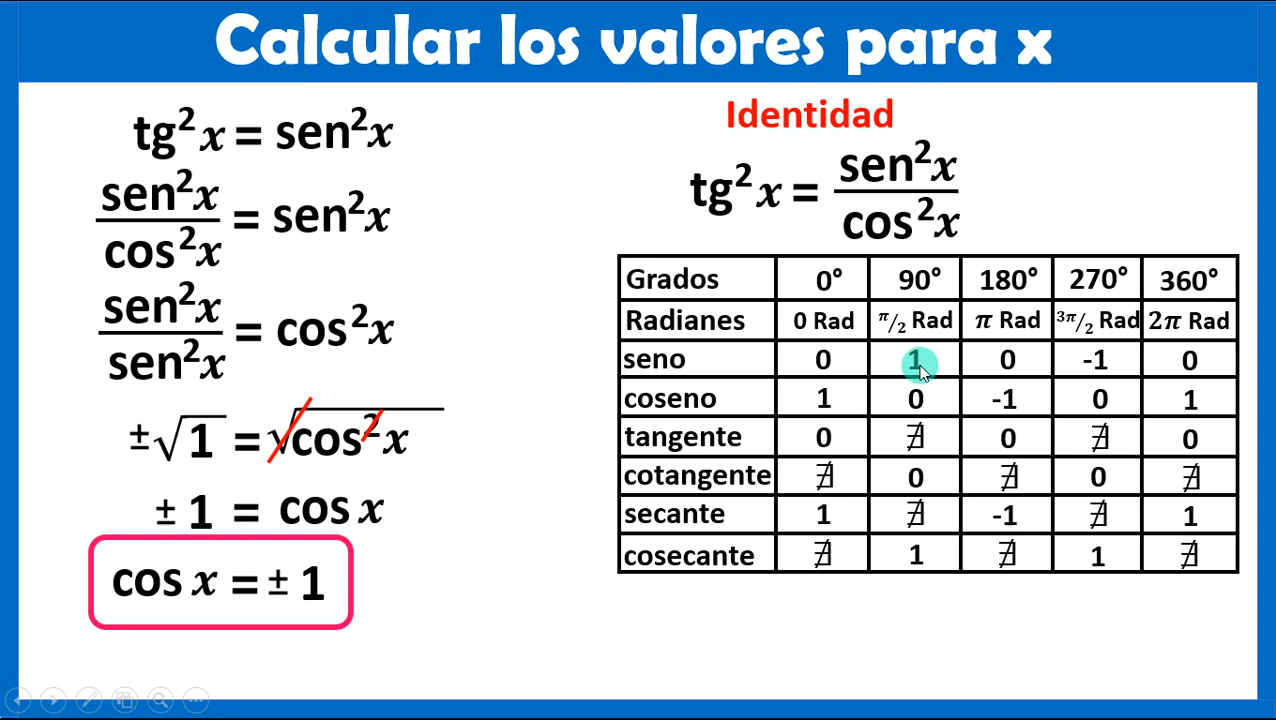 Calcular los valores para x
tg²x = sen²x
sen²x/cos²x = sen²x
sen²x/sen²x = cos²x
±√1 = √cos²x
± 1 = cos x
cos x = ± 1
Identidad
tg²x = sen²x/cos²x
Grados 0° 90° 180° 270° 360°
Radianes 0 Rad π/2 Rad π Rad 3π/2 Rad 2π Rad
seno 0 1 0 -1 0
coseno 1 0 -1 0 1
tangente 0 ∄ 0 ∄ 0
cotangente ∄ 0 ∄ 0 ∄
secante 1 ∄ -1 ∄ 1
cosecante ∄ 1 ∄ 1 ∄